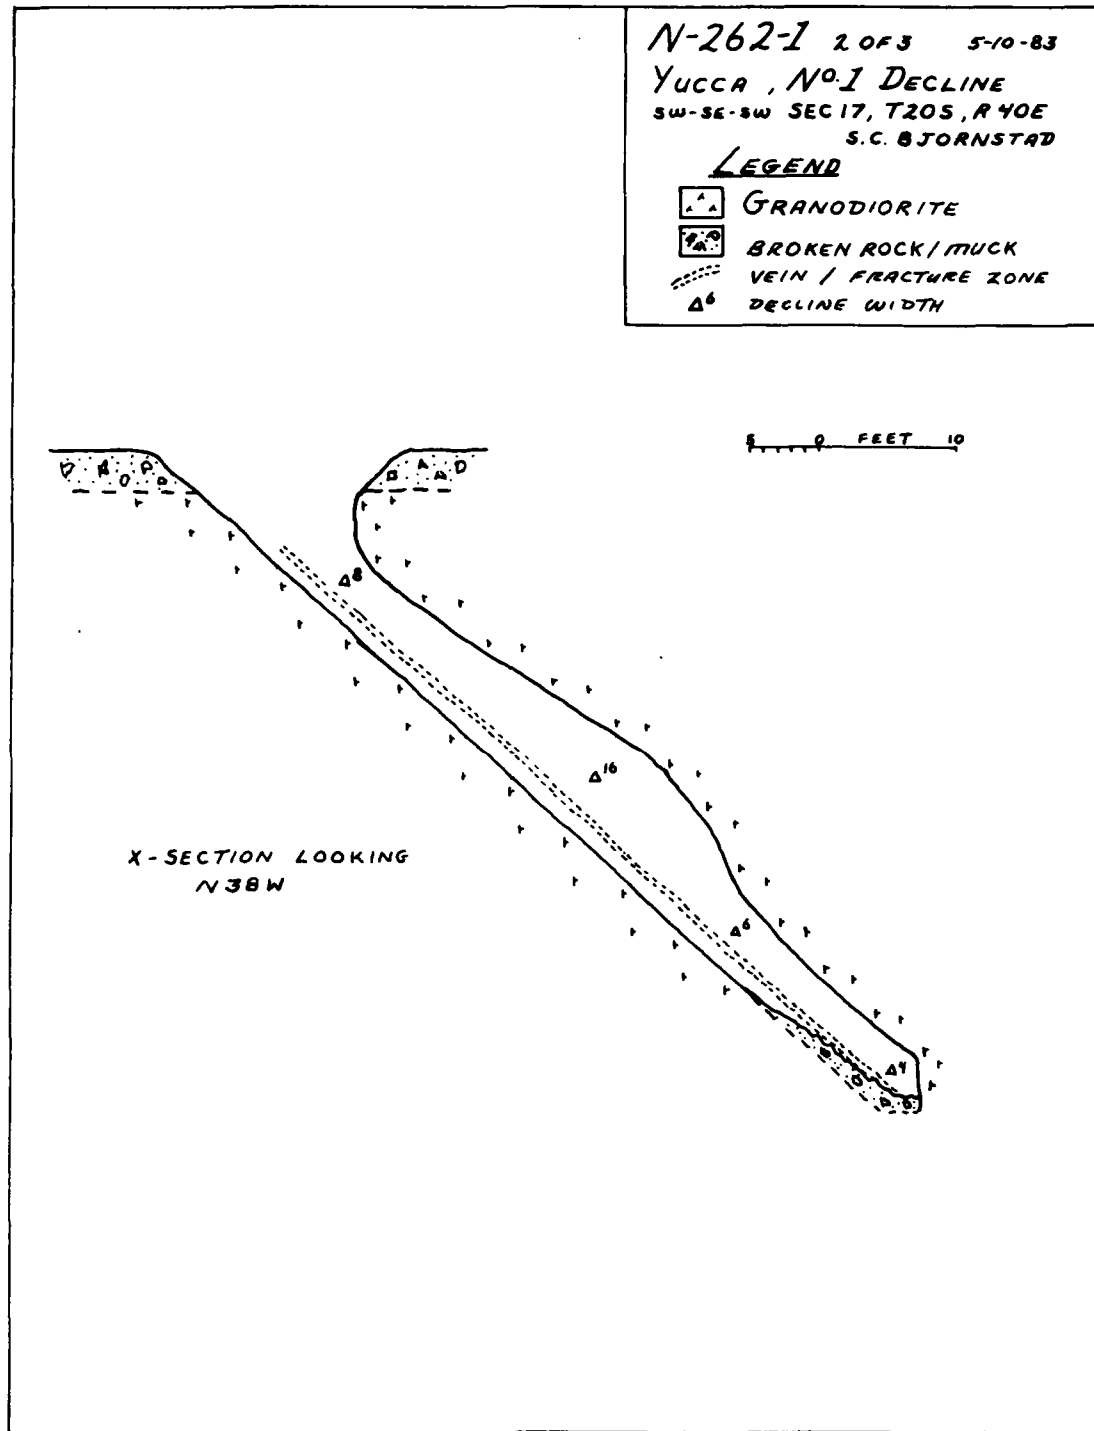 N-262-1 2 OF 3 5-10-83
YUCCA, No.1 DECLINE
SW-SE-SW SEC 17, T20S, R40E
S.C. BJORNSTAD
LEGEND
GRANODIORITE
BROKEN ROCK/MUCK
VEIN / FRACTURE ZONE
Δ6 DECLINE WIDTH
5 0 FEET 10
Δ8
Δ16
X-SECTION LOOKING
N38W
Δ6
Δ4